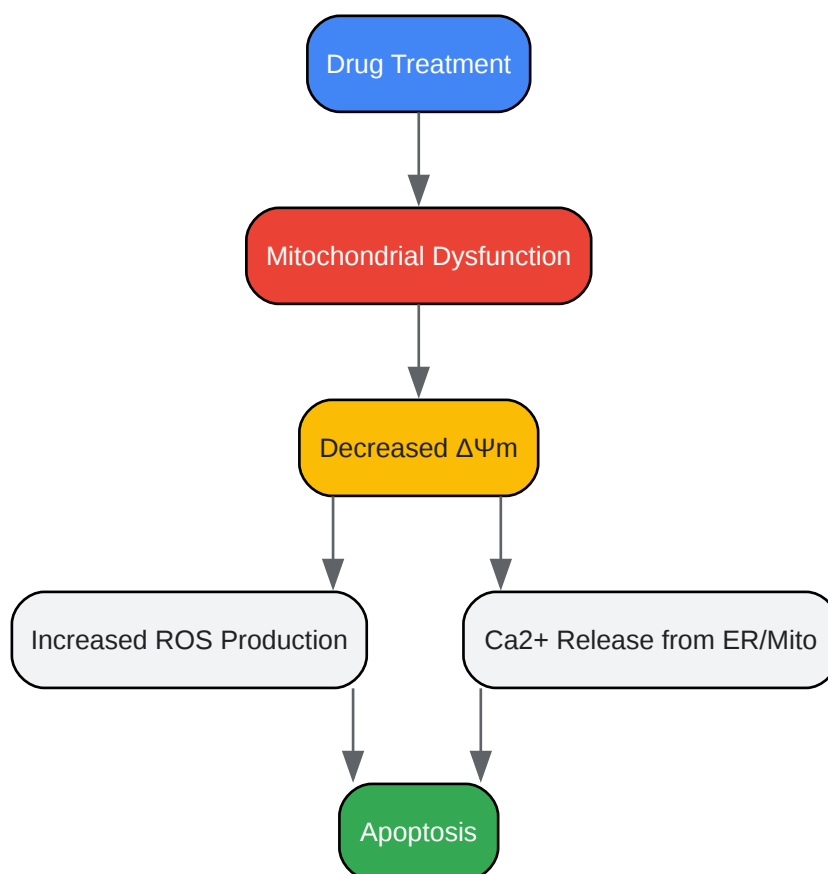 Drug Treatment
Mitochondrial Dysfunction
Decreased ΔΨm
Increased ROS Production
Ca2+ Release from ER/Mito
Apoptosis